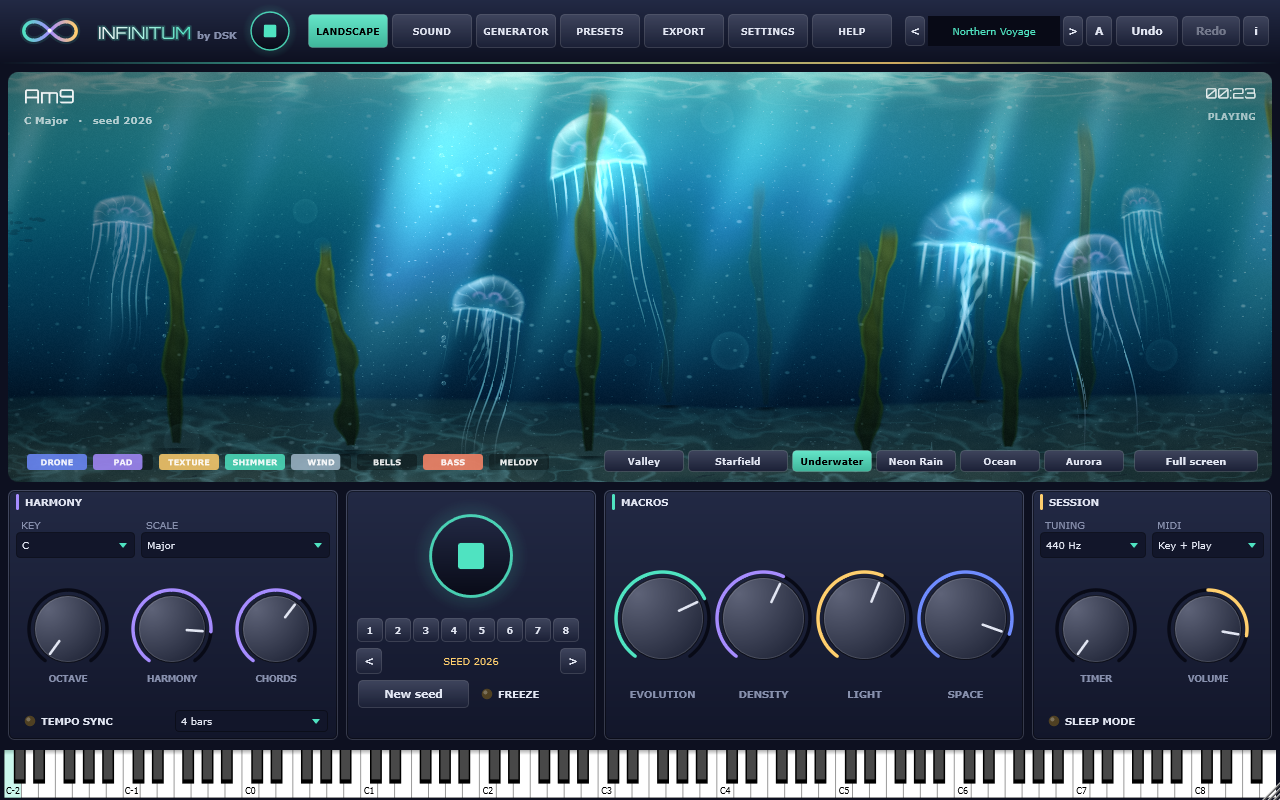 INFINITUM by DSK
LANDSCAPE SOUND GENERATOR PRESETS EXPORT SETTINGS HELP
< Northern Voyage > A Undo Redo i
Am9
C Major · seed 2026
00:23
PLAYING
DRONE PAD TEXTURE SHIMMER WIND BELLS BASS MELODY
Valley Starfield Underwater Neon Rain Ocean Aurora Full screen
HARMONY
KEY SCALE
C Major
OCTAVE HARMONY CHORDS
TEMPO SYNC 4 bars
1 2 3 4 5 6 7 8
< SEED 2026 >
New seed FREEZE
MACROS
EVOLUTION DENSITY LIGHT SPACE
SESSION
TUNING MIDI
440 Hz Key + Play
TIMER VOLUME
SLEEP MODE
C-2 C-1 C0 C1 C2 C3 C4 C5 C6 C7 C8